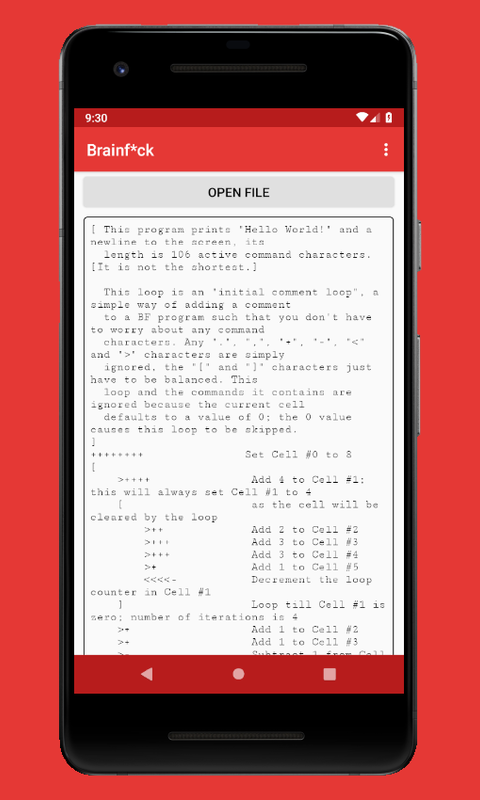 9:30
Brainf*ck
OPEN FILE
[ This program prints "Hello World!" and a
newline to the screen, its
  length is 106 active command characters.
[It is not the shortest.]

  This loop is an "initial comment loop", a
simple way of adding a comment
  to a BF program such that you don't have
to worry about any command
  characters. Any ".", ",", "+", "-", "<"
and ">" characters are simply
  ignored, the "[" and "]" characters just
have to be balanced. This
  loop and the commands it contains are
ignored because the current cell
  defaults to a value of 0; the 0 value
causes this loop to be skipped.
]
++++++++               Set Cell #0 to 8
[
    >++++               Add 4 to Cell #1;
this will always set Cell #1 to 4
    [                   as the cell will be
cleared by the loop
        >++             Add 2 to Cell #2
        >+++            Add 3 to Cell #3
        >+++            Add 3 to Cell #4
        >+              Add 1 to Cell #5
        <<<<-           Decrement the loop
counter in Cell #1
    ]                   Loop till Cell #1 is
zero; number of iterations is 4
    >+                  Add 1 to Cell #2
    >+                  Add 1 to Cell #3
    >-                  Subtract 1 from Cell